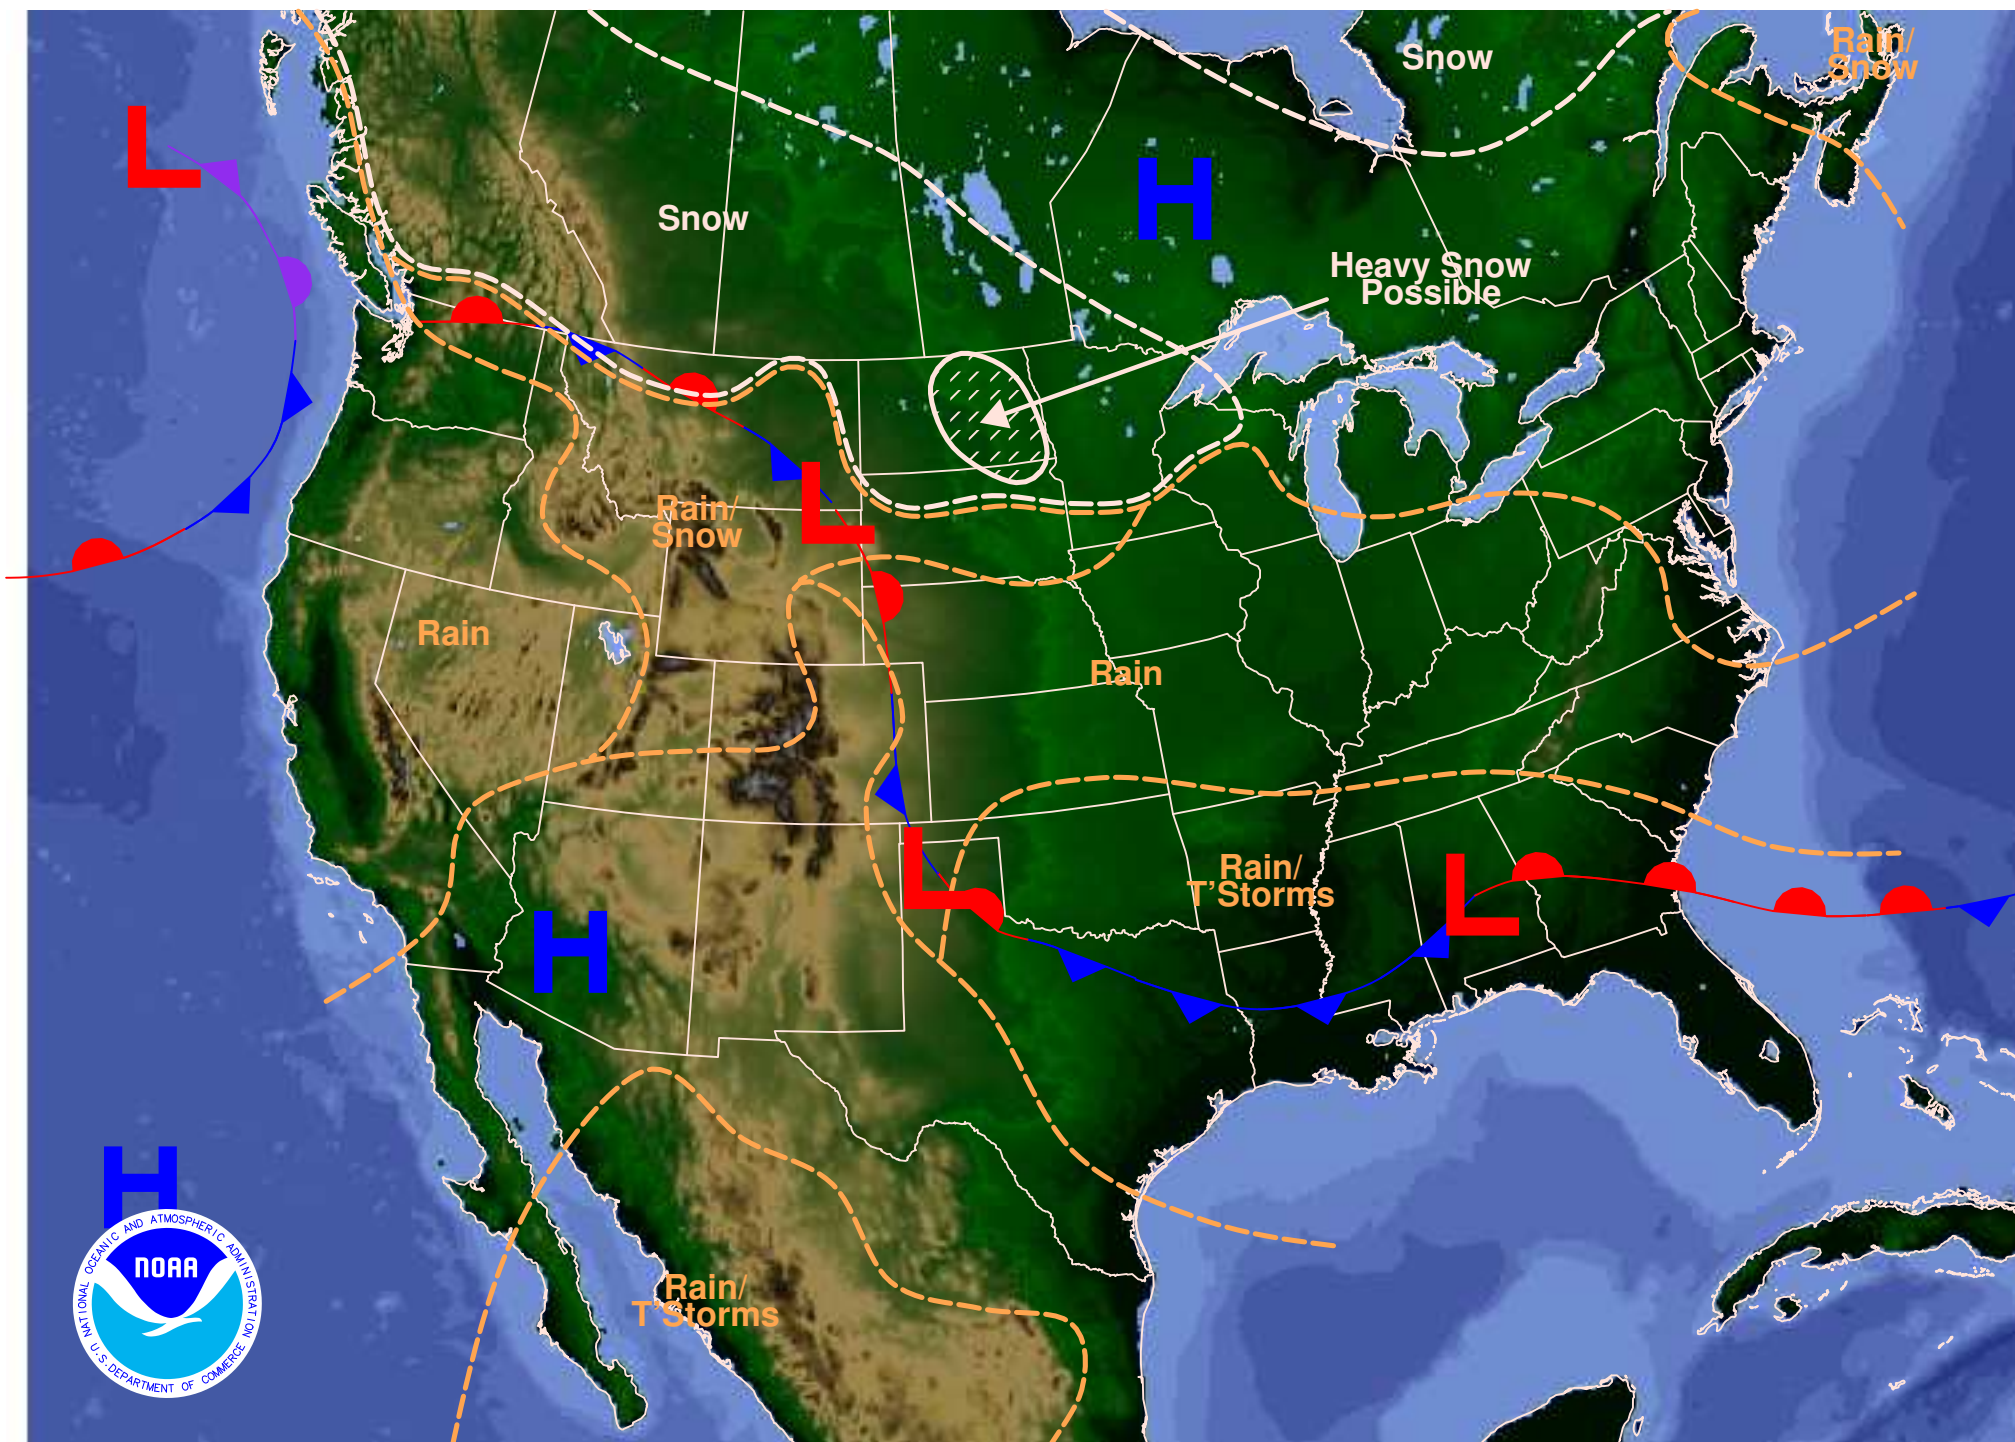 Snow
Rain/
Snow
L
H
Snow
Heavy Snow
Possible
Rain/
Snow
L
Rain
Rain
L
Rain/
T'Storms
L
H
H
NATIONAL OCEANIC AND ATMOSPHERIC ADMINISTRATION
NOAA
U.S. DEPARTMENT OF COMMERCE
Rain/
T'Storms